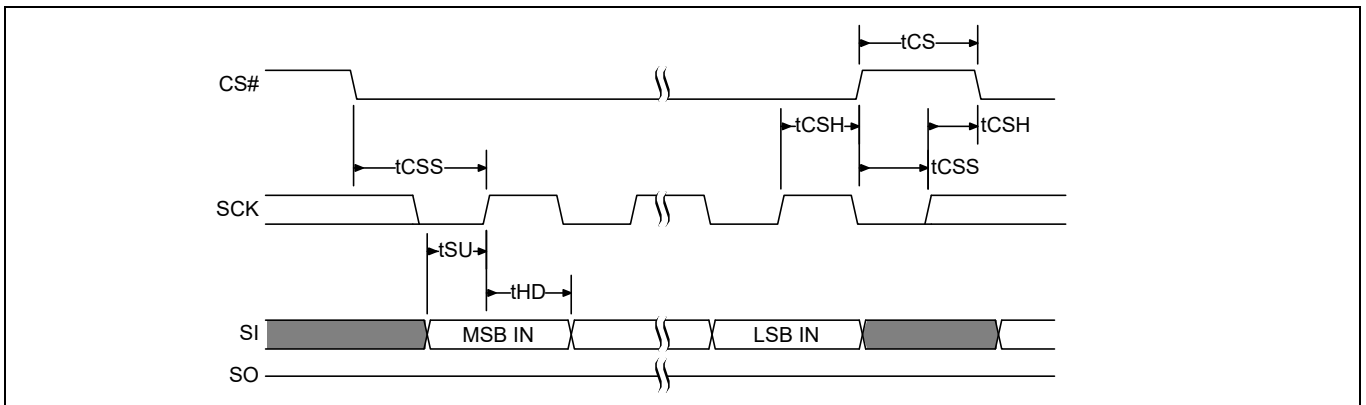 tCS
CS#
tCSH
tCSH
tCSS
tCSS
SCK
tSU
tHD
SI
MSB IN
LSB IN
SO